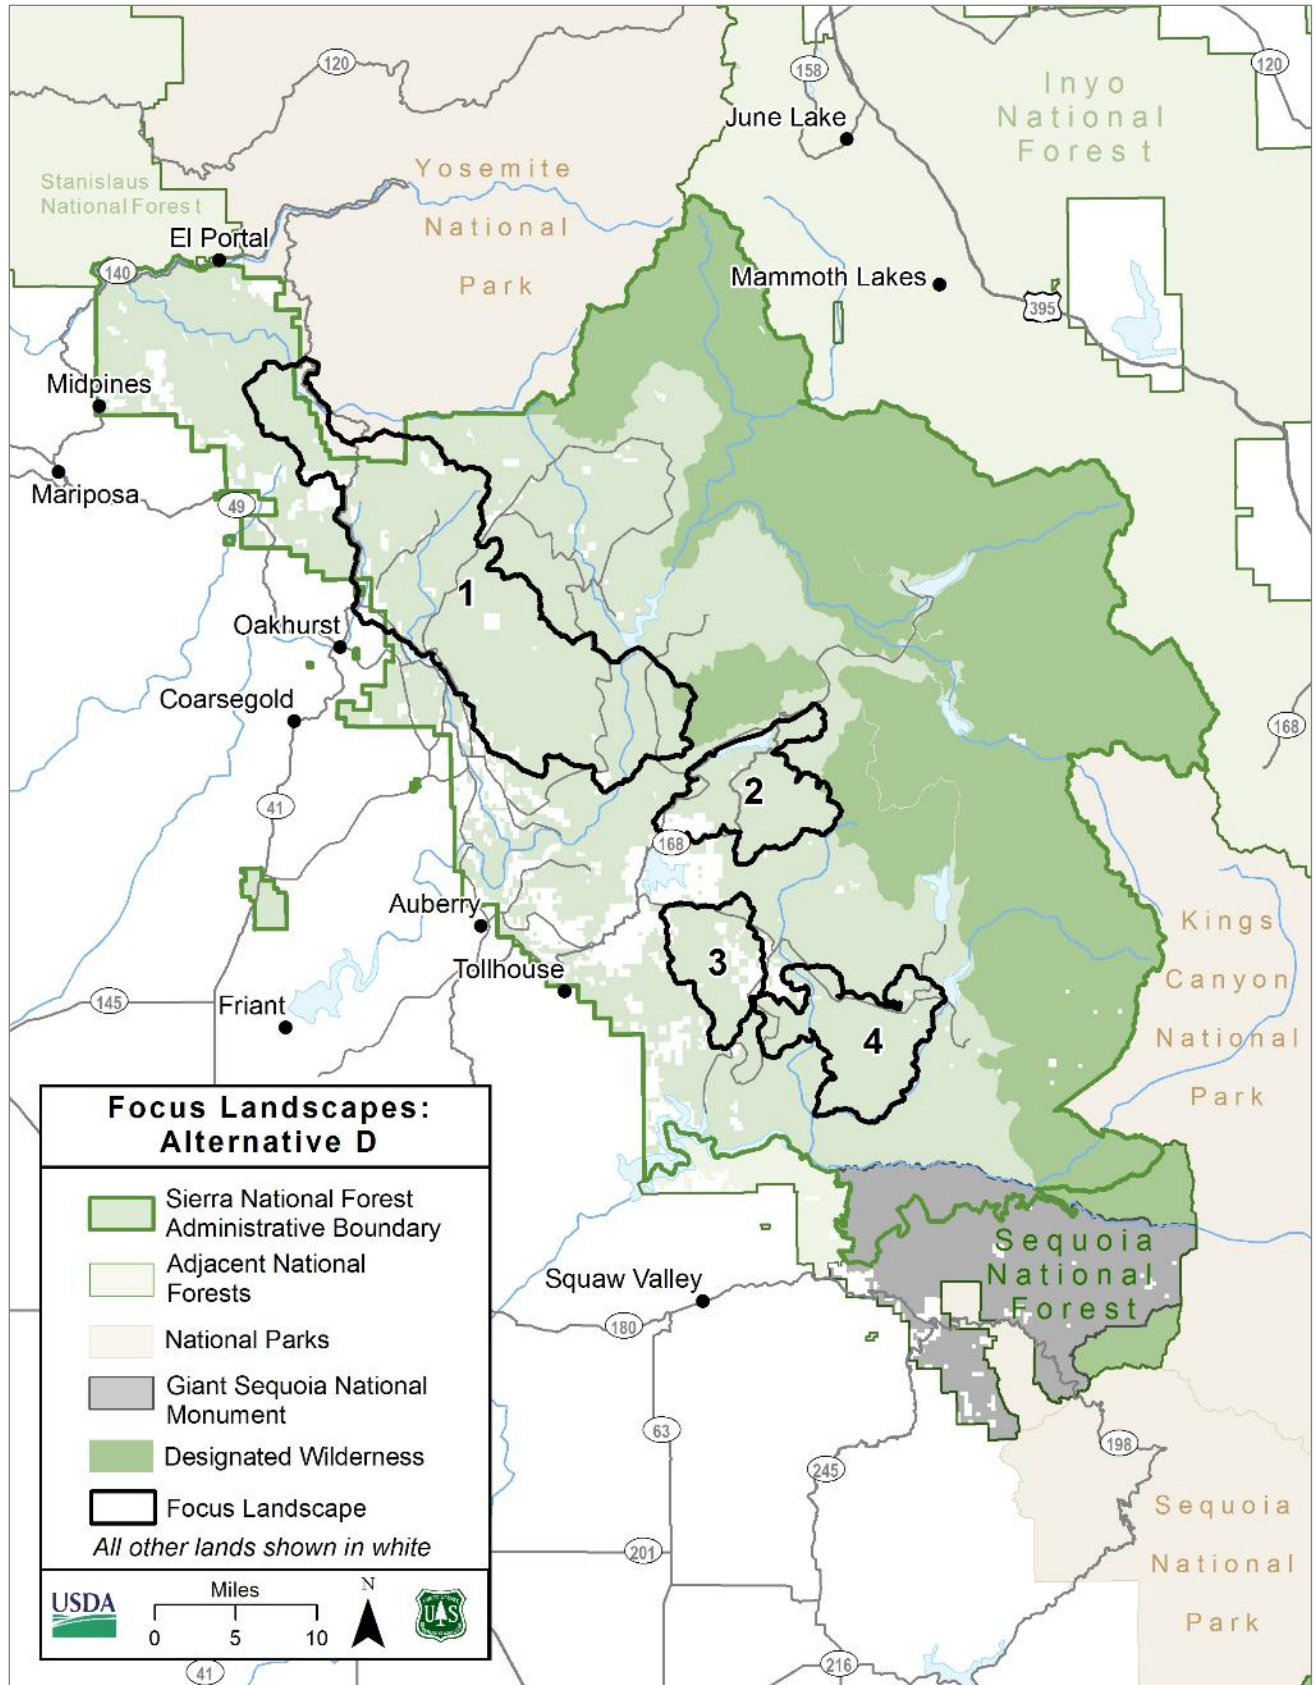 120
158
120
June Lake
Inyo
National
Forest
Yosemite
National
Park
Stanislaus
National Forest
El Portal
140
Mammoth Lakes
395
Midpines
Mariposa
49
1
Oakhurst
Coarsegold
168
41
2
168
Auberry
Tollhouse
3
Kings
Canyon
National
Park
145
Friant
4
Focus Landscapes:
Alternative D
Sierra National Forest
Administrative Boundary
Adjacent National
Forests
National Parks
Giant Sequoia National
Monument
Designated Wilderness
Focus Landscape
All other lands shown in white
USDA
Miles
0 5 10
N
U S
Sequoia
National
Forest
Squaw Valley
180
63
198
245
Sequoia
National
Park
201
41
216